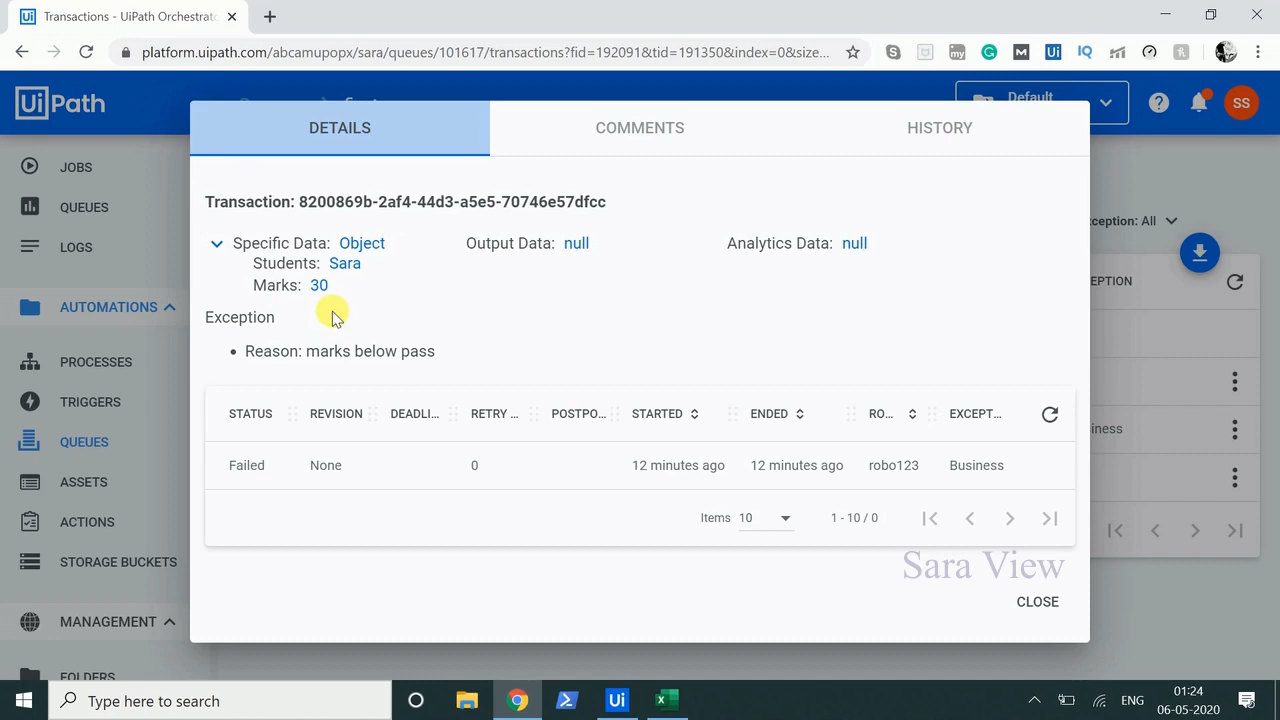 Transactions - UiPath Orchestrato
platform.uipath.com/abcamupopx/sara/queues/101617/transactions?fid=192091&tid=191350&index=0&size...
UiPath
Default
SS
JOBS
QUEUES
LOGS
AUTOMATIONS
PROCESSES
TRIGGERS
QUEUES
ASSETS
ACTIONS
STORAGE BUCKETS
MANAGEMENT
FOLDERS
DETAILS COMMENTS HISTORY
Transaction: 8200869b-2af4-44d3-a5e5-70746e57dfcc
Specific Data: Object Output Data: null Analytics Data: null
Students: Sara
Marks: 30
Exception
• Reason: marks below pass
STATUS REVISION DEADLI... RETRY ... POSTPO... STARTED ENDED RO... EXCEPT...
Failed None 0 12 minutes ago 12 minutes ago robo123 Business
Items 10 1 - 10 / 0
Sara View
CLOSE
xception: All
EPTION
iness
Type here to search
ENG
01:24
06-05-2020